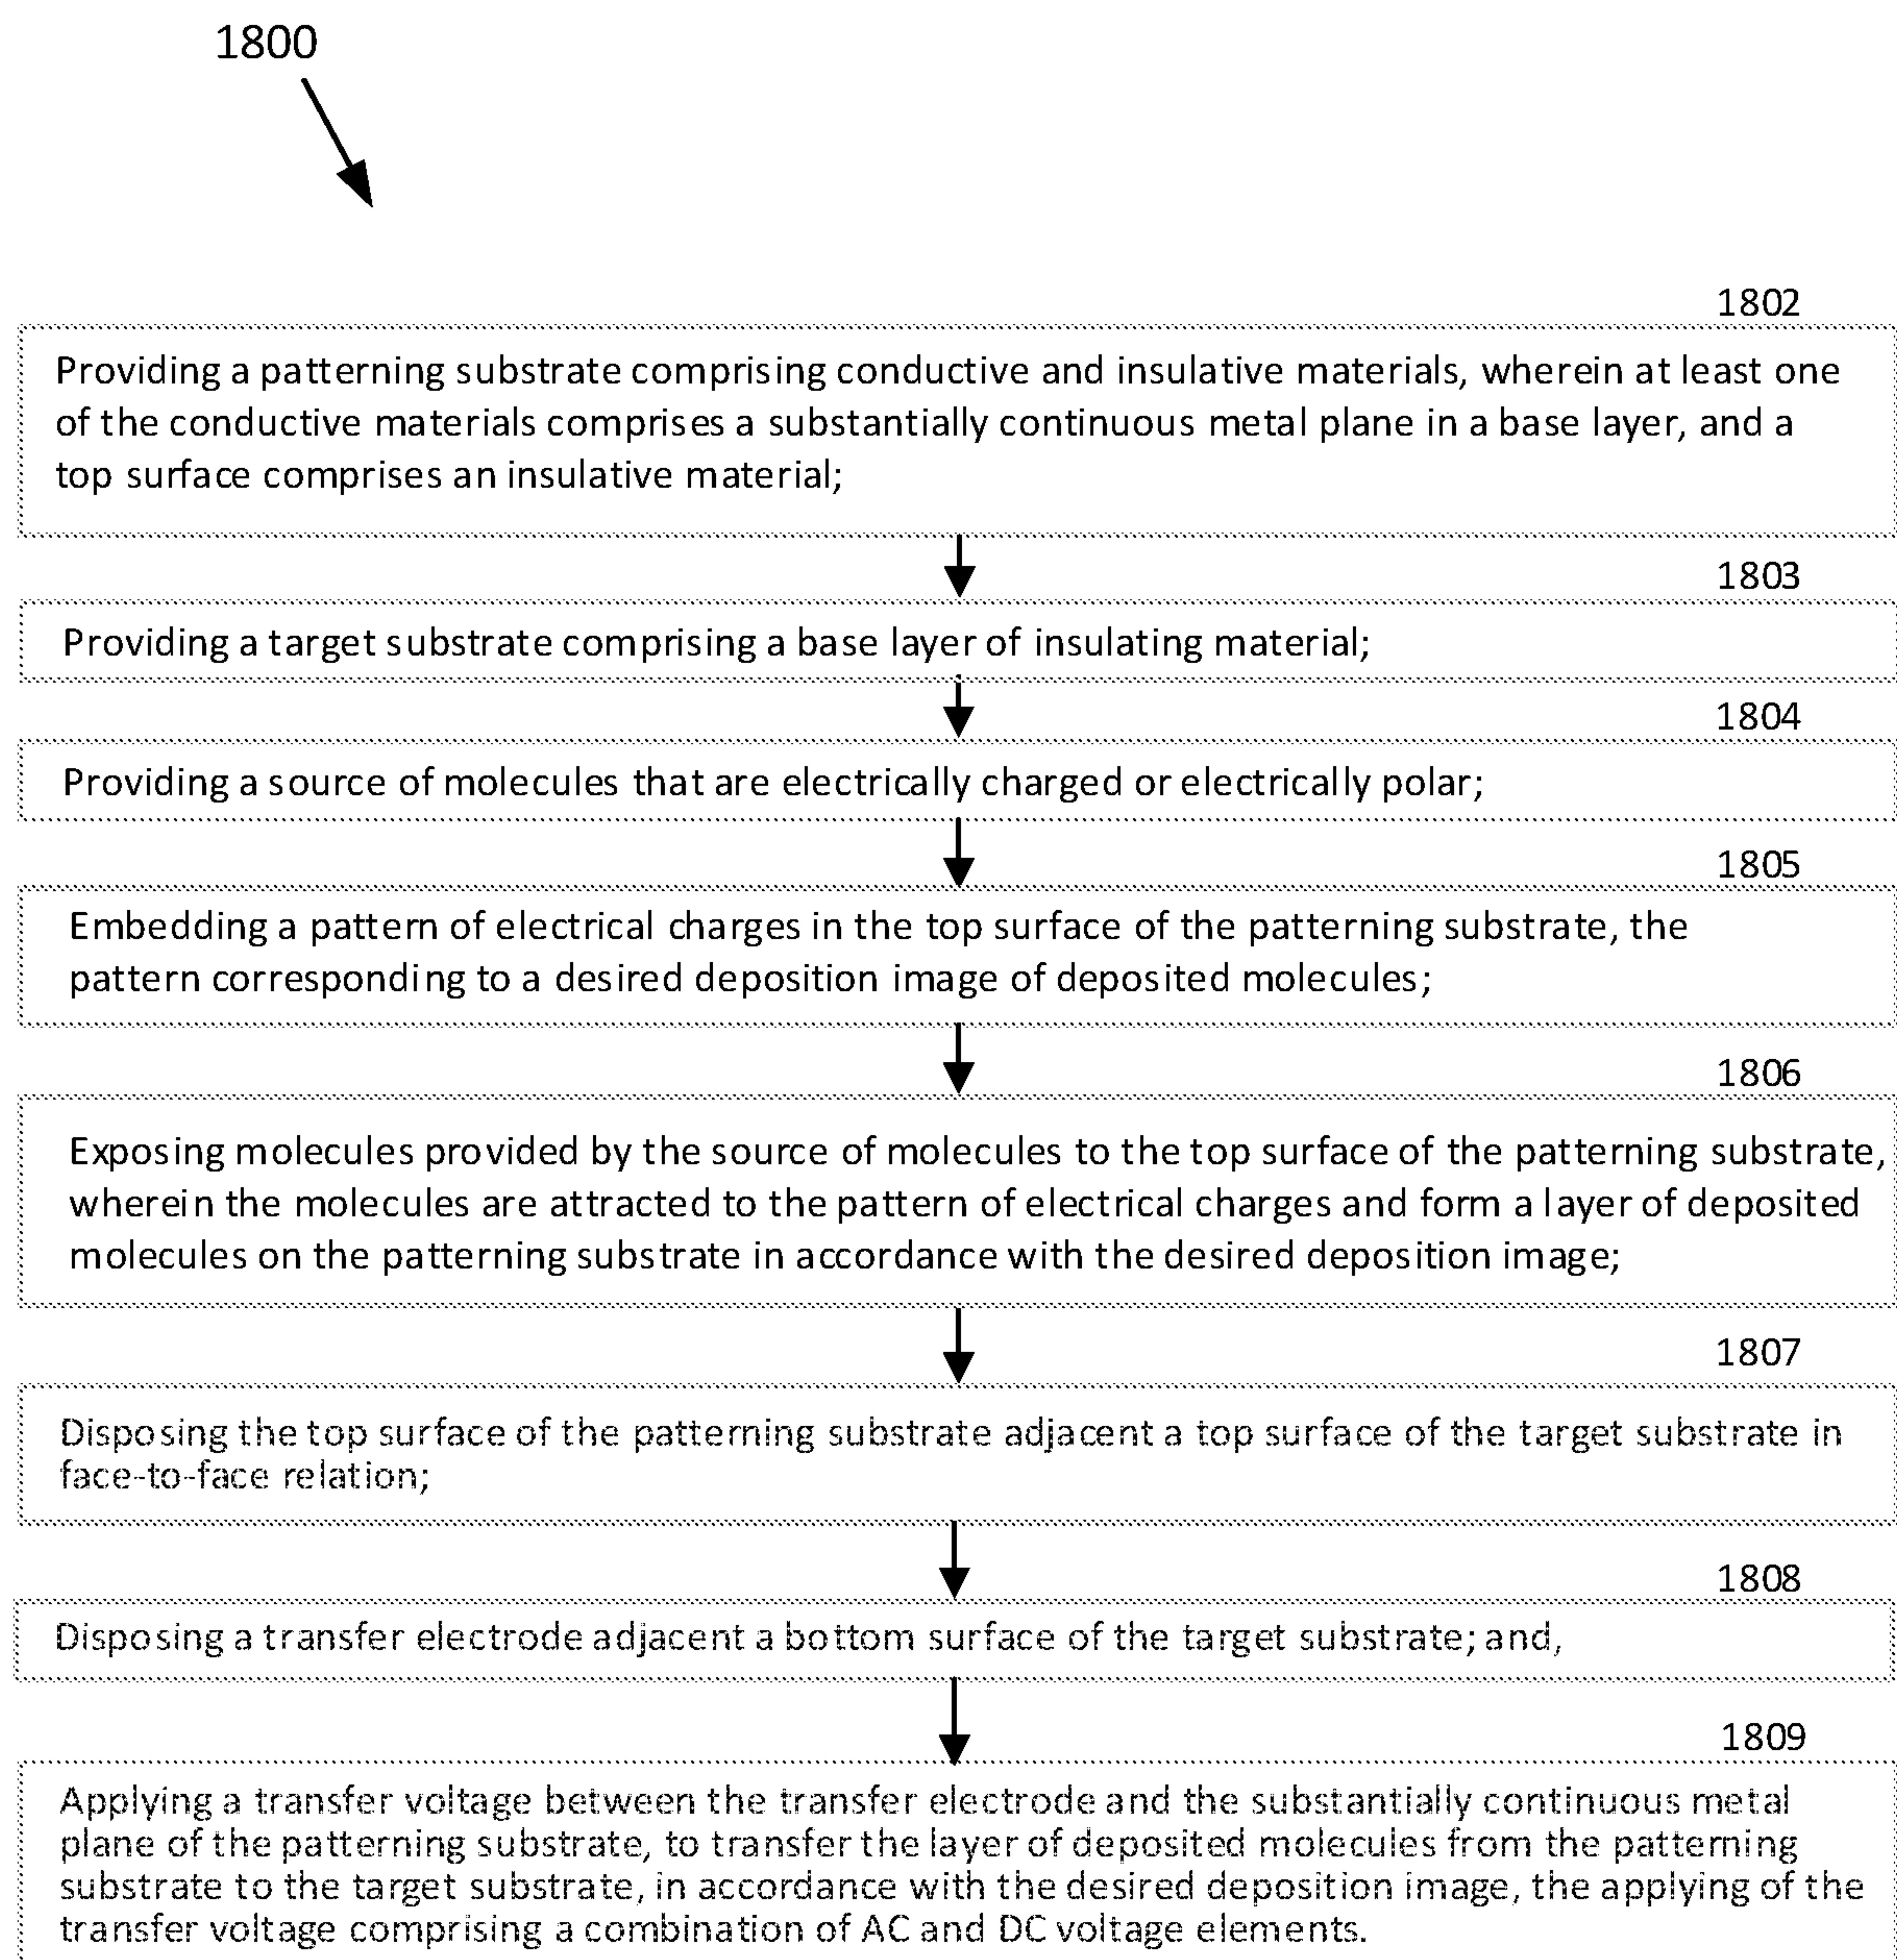 1800
1802
Providing a patterning substrate comprising conductive and insulative materials, wherein at least one
of the conductive materials comprises a substantially continuous metal plane in a base layer, and a
top surface comprises an insulative material;
1803
Providing a target substrate comprising a base layer of insulating material;
1804
Providing a source of molecules that are electrically charged or electrically polar;
1805
Embedding a pattern of electrical charges in the top surface of the patterning substrate, the
pattern corresponding to a desired deposition image of deposited molecules;
1806
Exposing molecules provided by the source of molecules to the top surface of the patterning substrate,
wherein the molecules are attracted to the pattern of electrical charges and form a layer of deposited
molecules on the patterning substrate in accordance with the desired deposition image;
1807
Disposing the top surface of the patterning substrate adjacent a top surface of the target substrate in
face-to-face relation;
1808
Disposing a transfer electrode adjacent a bottom surface of the target substrate; and,
1809
Applying a transfer voltage between the transfer electrode and the substantially continuous metal
plane of the patterning substrate, to transfer the layer of deposited molecules from the patterning
substrate to the target substrate, in accordance with the desired deposition image, the applying of the
transfer voltage comprising a combination of AC and DC voltage elements.